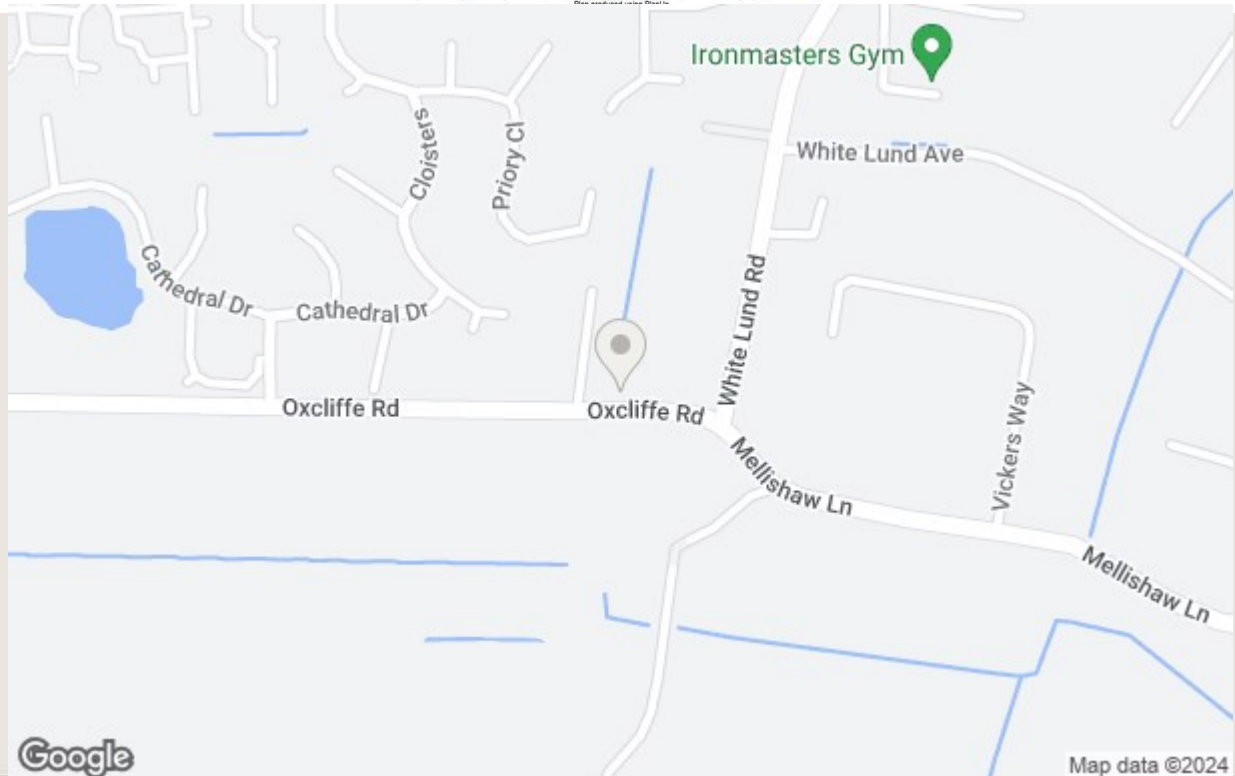 Ironmasters Gym
White Lund Ave
Cloisters
Priory Cl
Cathedral Dr
Cathedral Dr
White Lund Rd
Oxcliffe Rd
Oxcliffe Rd
Mellishaw Ln
Vickers Way
Mellishaw Ln
Google
Map data ©2024